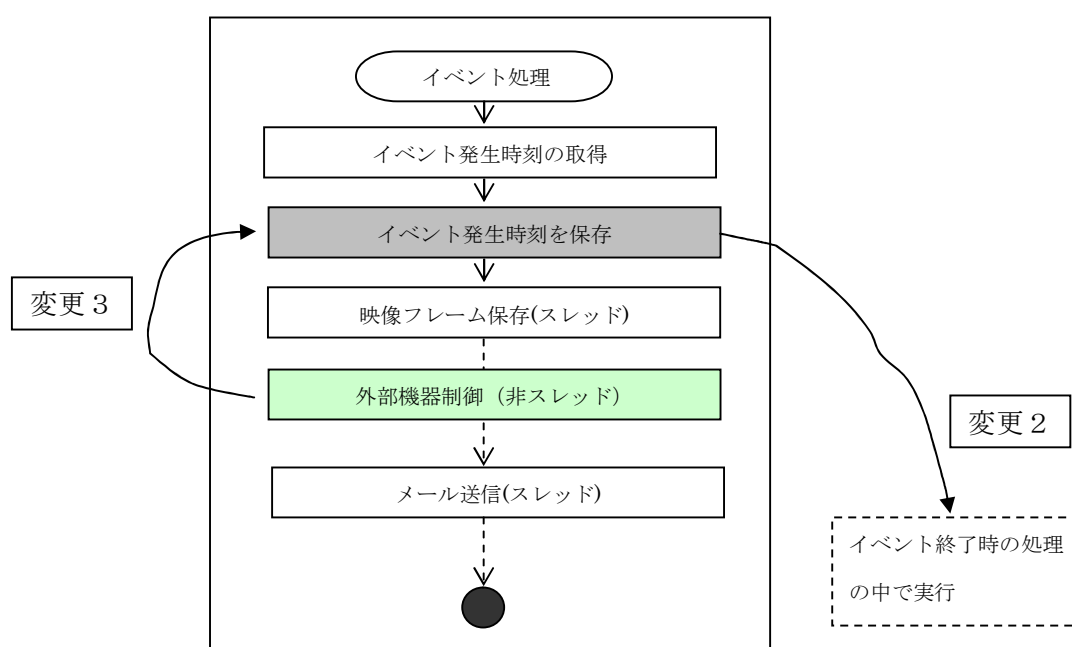 イベント処理
イベント発生時刻の取得
イベント発生時刻を保存
変更３
映像フレーム保存(スレッド)
外部機器制御（非スレッド）
変更２
メール送信(スレッド)
イベント終了時の処理
の中で実行